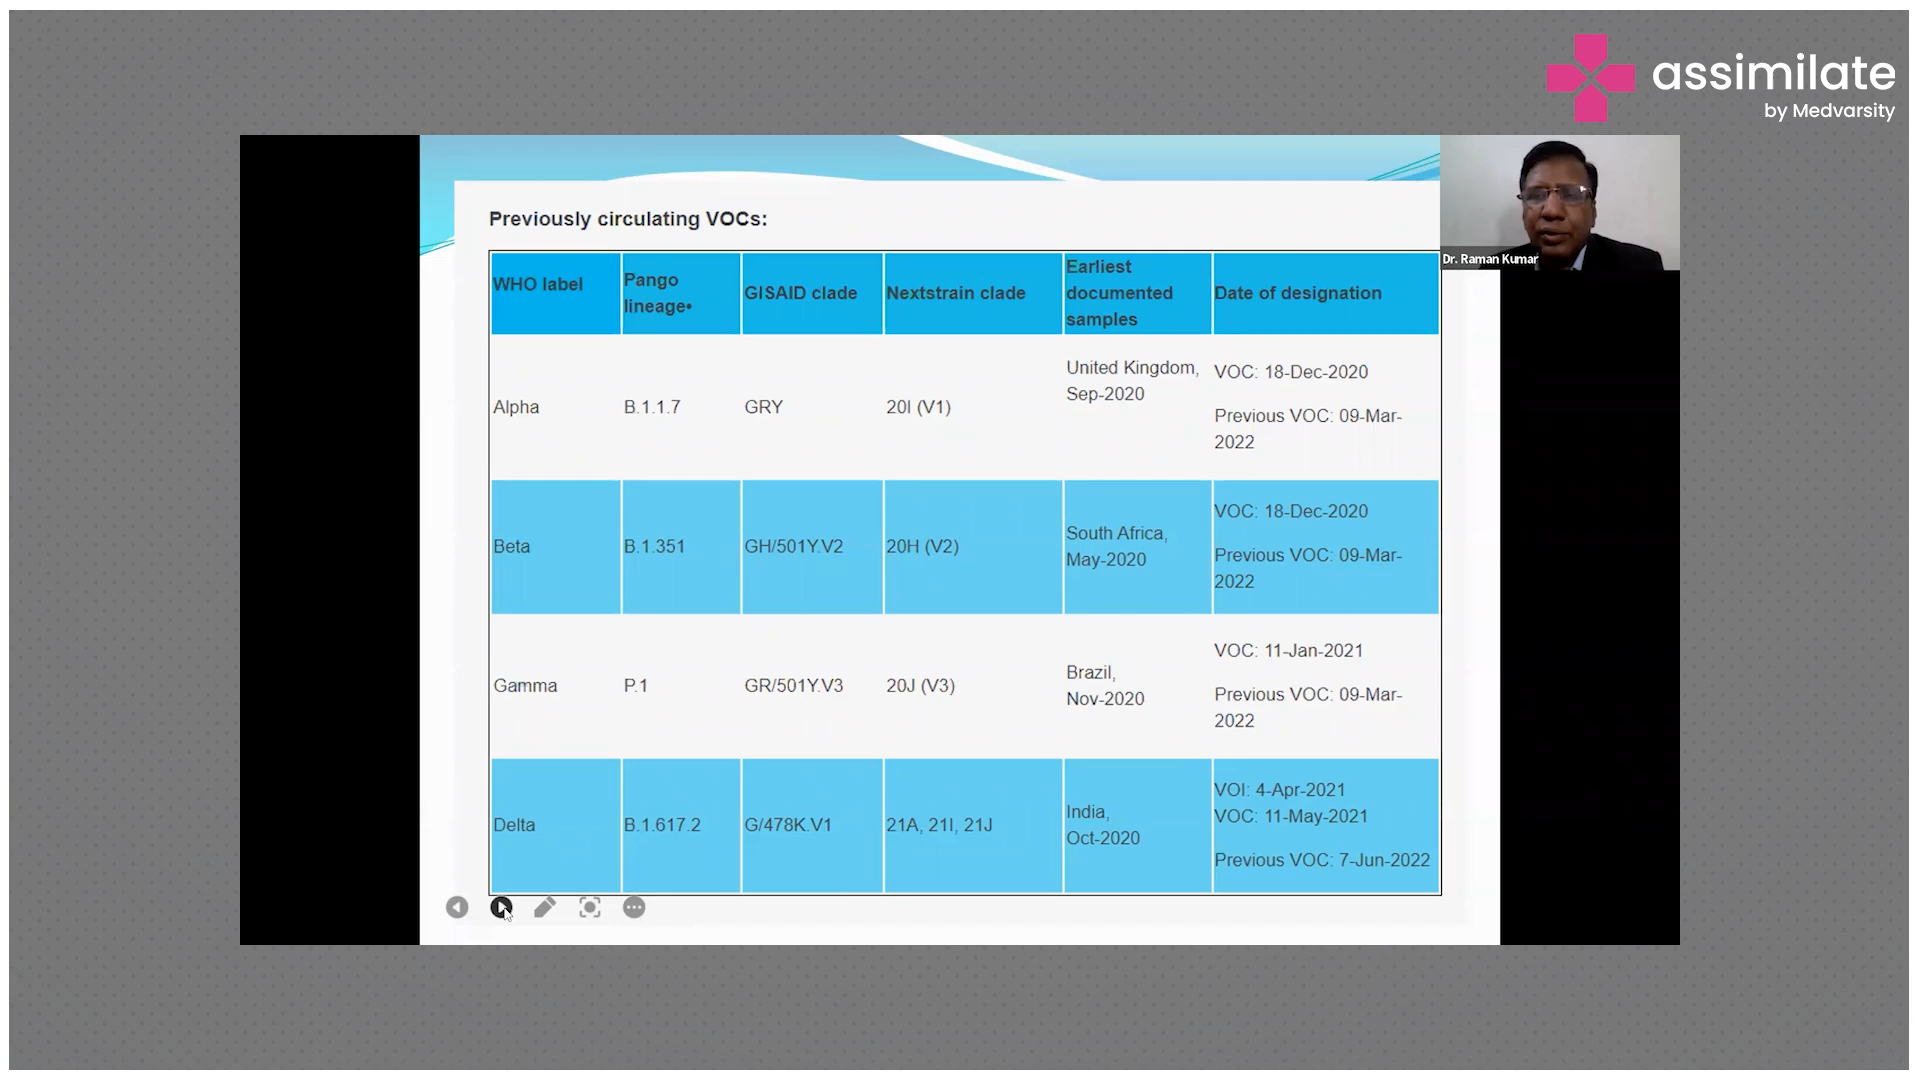 assimilate
by Medvarsity
Dr. Raman Kumar
Previously circulating VOCs:
WHO label
Pango
lineage•
GISAID clade
Nextstrain clade
Earliest
documented
samples
Date of designation
Alpha
B.1.1.7
GRY
20I (V1)
United Kingdom,
Sep-2020
VOC: 18-Dec-2020
Previous VOC: 09-Mar-
2022
Beta
B.1.351
GH/501Y.V2
20H (V2)
South Africa,
May-2020
VOC: 18-Dec-2020
Previous VOC: 09-Mar-
2022
Gamma
P.1
GR/501Y.V3
20J (V3)
Brazil,
Nov-2020
VOC: 11-Jan-2021
Previous VOC: 09-Mar-
2022
Delta
B.1.617.2
G/478K.V1
21A, 21I, 21J
India,
Oct-2020
VOI: 4-Apr-2021
VOC: 11-May-2021
Previous VOC: 7-Jun-2022